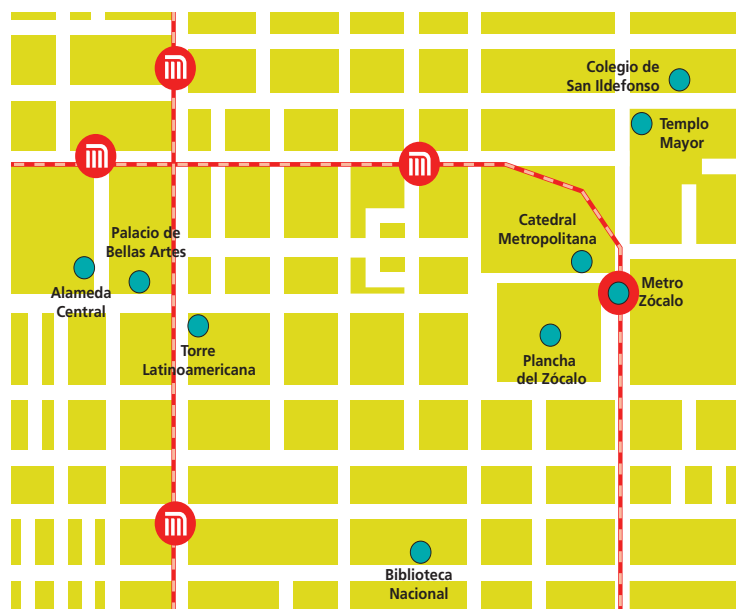 Colegio de
San Ildefonso
Templo
Mayor
Palacio de
Bellas Artes
Catedral
Metropolitana
Alameda
Central
Metro
Zócalo
Torre
Latinoamericana
Plancha
del Zócalo
Biblioteca
Nacional